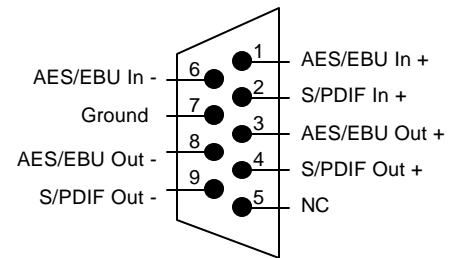 1 AES/EBU In +
AES/EBU In - 6
2 S/PDIF In +
Ground 7
3 AES/EBU Out +
AES/EBU Out - 8
4 S/PDIF Out +
S/PDIF Out - 9
5 NC